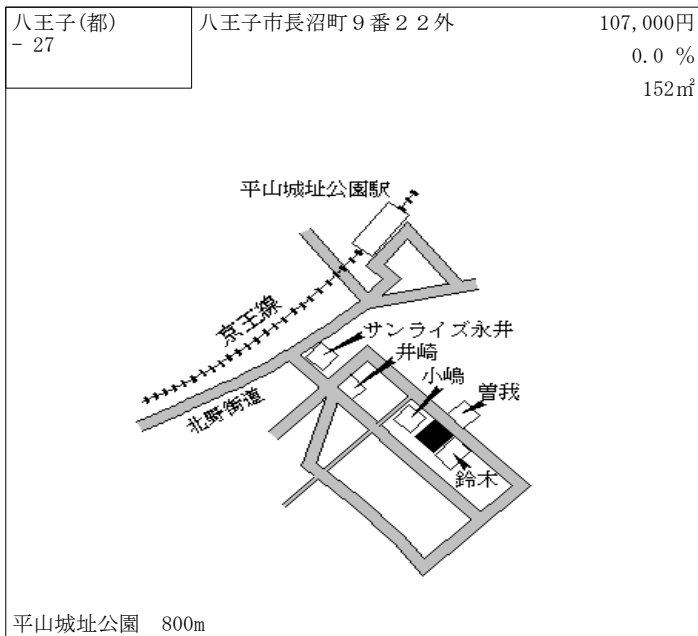 八王子(都)
－ 27
八王子市長沼町９番２２外
107,000円
0.0 %
152㎡
平山城址公園駅
京王線
サンライズ永井
井崎
小嶋
曽我
北野街道
鈴木
平山城址公園　800m